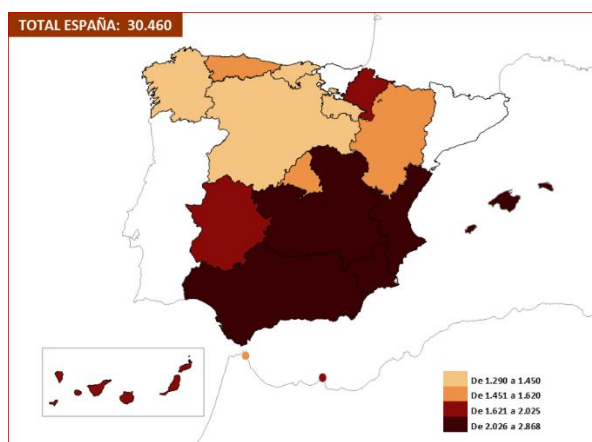 TOTAL ESPAÑA: 30.460
De 1.290 a 1.450
De 1.451 a 1.620
De 1.621 a 2.025
De 2.026 a 2.868